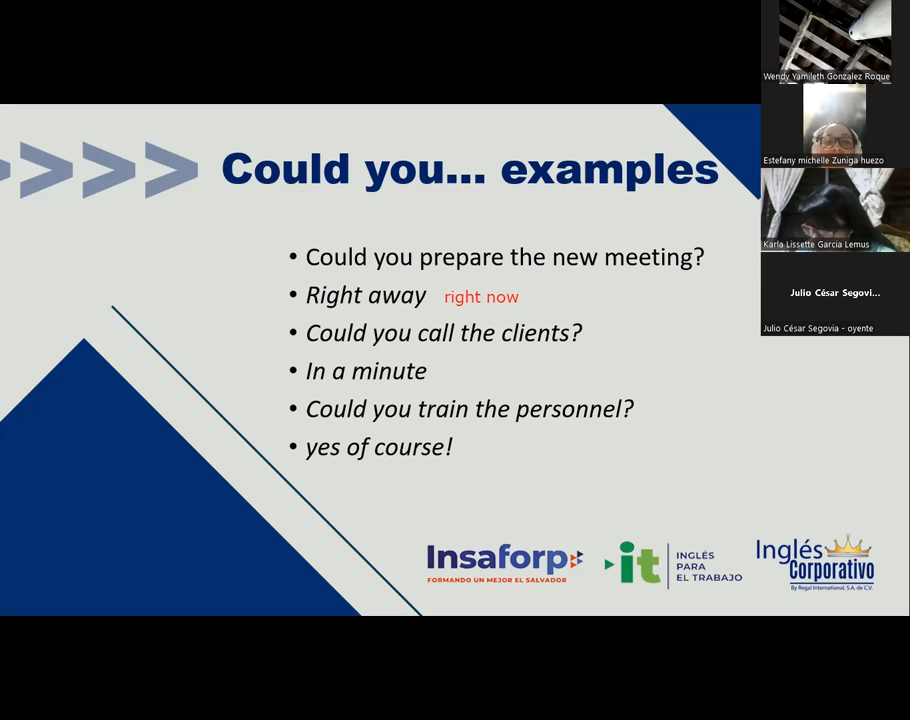 >>>>
Could you... examples
• Could you prepare the new meeting?
• Right away right now
• Could you call the clients?
• In a minute
• Could you train the personnel?
• yes of course!
Insaforp
FORMANDO UN MEJOR EL SALVADOR
it
INGLÉS
PARA
EL TRABAJO
Inglés
Corporativo
By Regal International, S.A. de C.V.
Wendy Yamileth Gonzalez Roque
Estefany michelle Zuniga huezo
Karla Lissette Garcia Lemus
Julio César Segovi...
Julio César Segovia - oyente